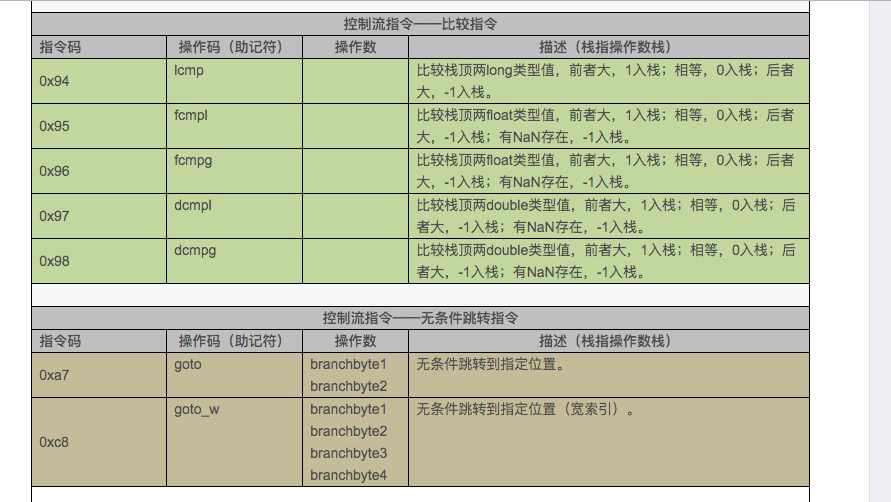 控制流指令——比较指令
指令码 操作码（助记符） 操作数 描述（栈指操作数栈）
0x94 lcmp 比较栈顶两long类型值，前者大，1入栈；相等，0入栈；后者
大，-1入栈。
0x95 fcmpl 比较栈顶两float类型值，前者大，1入栈；相等，0入栈；后者
大，-1入栈；有NaN存在，-1入栈。
0x96 fcmpg 比较栈顶两float类型值，前者大，1入栈；相等，0入栈；后者
大，-1入栈；有NaN存在，-1入栈。
0x97 dcmpl 比较栈顶两double类型值，前者大，1入栈；相等，0入栈；后
者大，-1入栈；有NaN存在，-1入栈。
0x98 dcmpg 比较栈顶两double类型值，前者大，1入栈；相等，0入栈；后
者大，-1入栈；有NaN存在，-1入栈。
控制流指令——无条件跳转指令
指令码 操作码（助记符） 操作数 描述（栈指操作数栈）
0xa7 goto branchbyte1 无条件跳转到指定位置。
branchbyte2
0xc8 goto_w branchbyte1 无条件跳转到指定位置（宽索引）。
branchbyte2
branchbyte3
branchbyte4